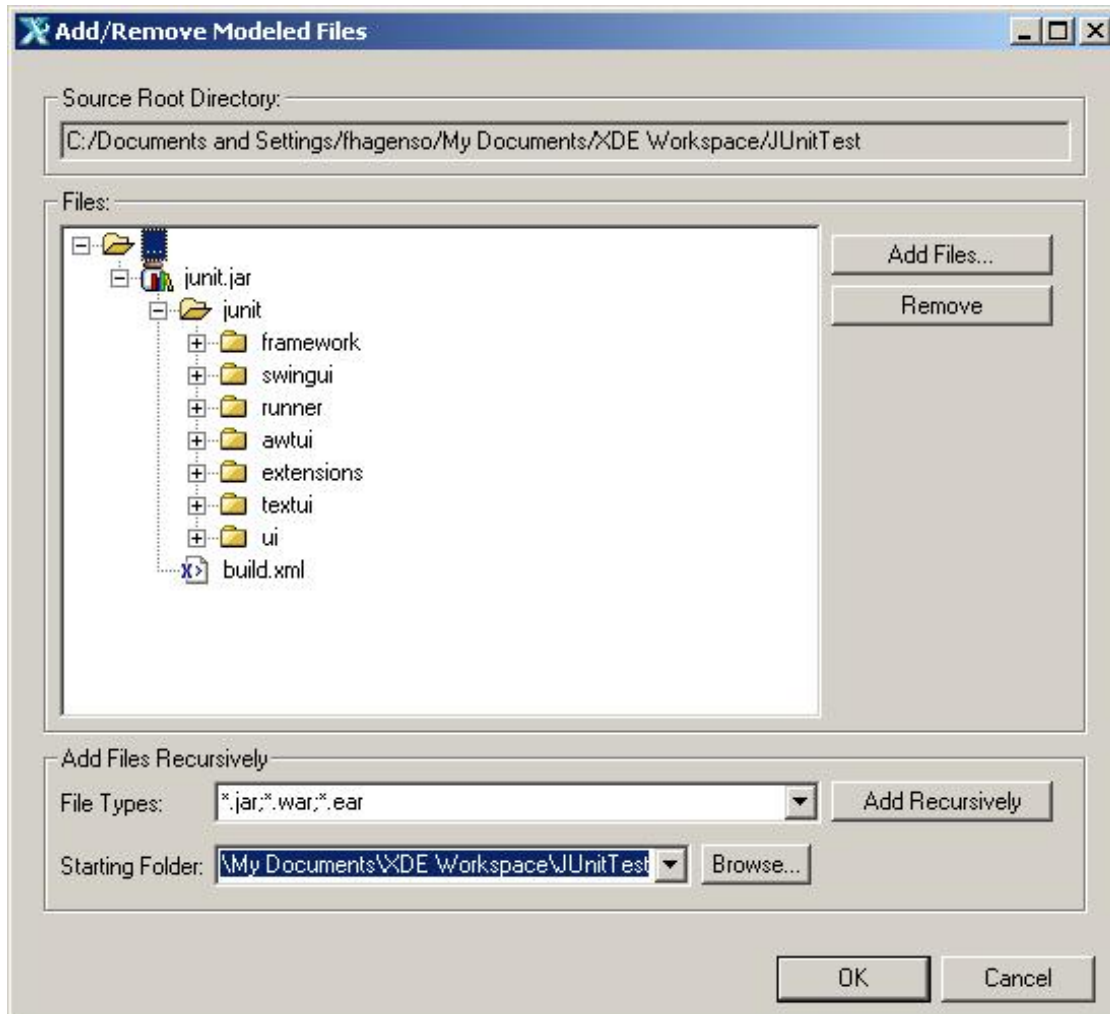 Add/Remove Modeled Files
Source Root Directory:
C:/Documents and Settings/fhagenso/My Documents/XDE Workspace/JUnitTest
Files:
...
junit.jar
junit
framework
swingui
runner
awtui
extensions
textui
ui
build.xml
Add Files...
Remove
Add Files Recursively
File Types: *.jar;*.war;*.ear Add Recursively
Starting Folder: \My Documents\XDE Workspace\JUnitTest Browse...
OK Cancel